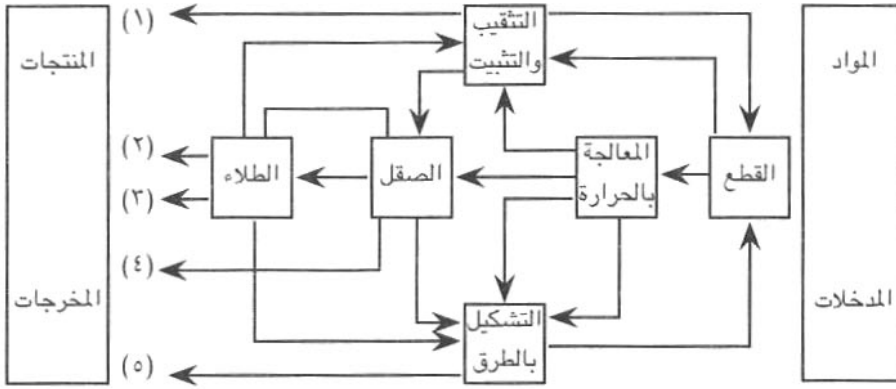 المواد
المدخلات
التثقيب
والتثبيت
القطع
المعالجة
بالحرارة
الصقل
الطلاء
التشكيل
بالطرق
(١)
(٢)
(٣)
(٤)
(٥)
المنتجات
المخرجات